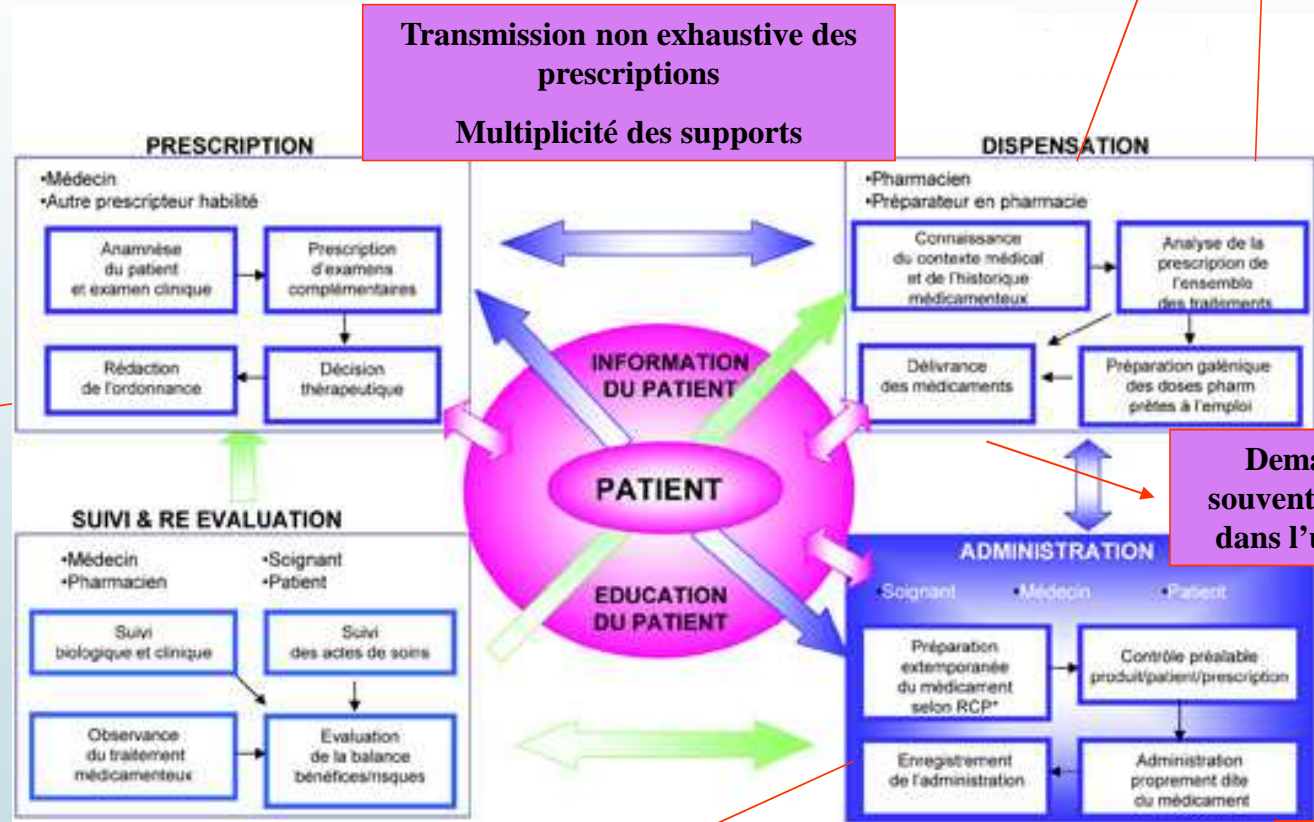 Transmission non exhaustive des
prescriptions
Multiplicité des supports
PRESCRIPTION
•Médecin
•Autre prescripteur habilité
Anamnèse
du patient
et examen clinique
Prescription
d'examens
complémentaires
Rédaction
de l'ordonnance
Décision
thérapeutique
DISPENSATION
•Pharmacien
•Préparateur en pharmacie
Connaissance
du contexte médical
et de l'historique
médicamenteux
Analyse de la
prescription de
l'ensemble
des traitements
Délivrance
des médicaments
Préparation galénique
des doses pharm
prêtes à l'emploi
INFORMATION
DU PATIENT
PATIENT
EDUCATION
DU PATIENT
Dema
souvent
dans l'u
SUIVI & RE EVALUATION
•Médecin
•Pharmacien
•Soignant
•Patient
Suivi
biologique et clinique
Suivi
des actes de soins
Observance
du traitement
médicamenteux
Evaluation
de la balance
bénéfices/risques
ADMINISTRATION
•Soignant
•Médecin
•Patient
Préparation
extemporanée
du médicament
selon RCP*
Contrôle préalable
produit/patient/prescription
Enregistrement
de l'administration
Administration
proprement dite
du médicament